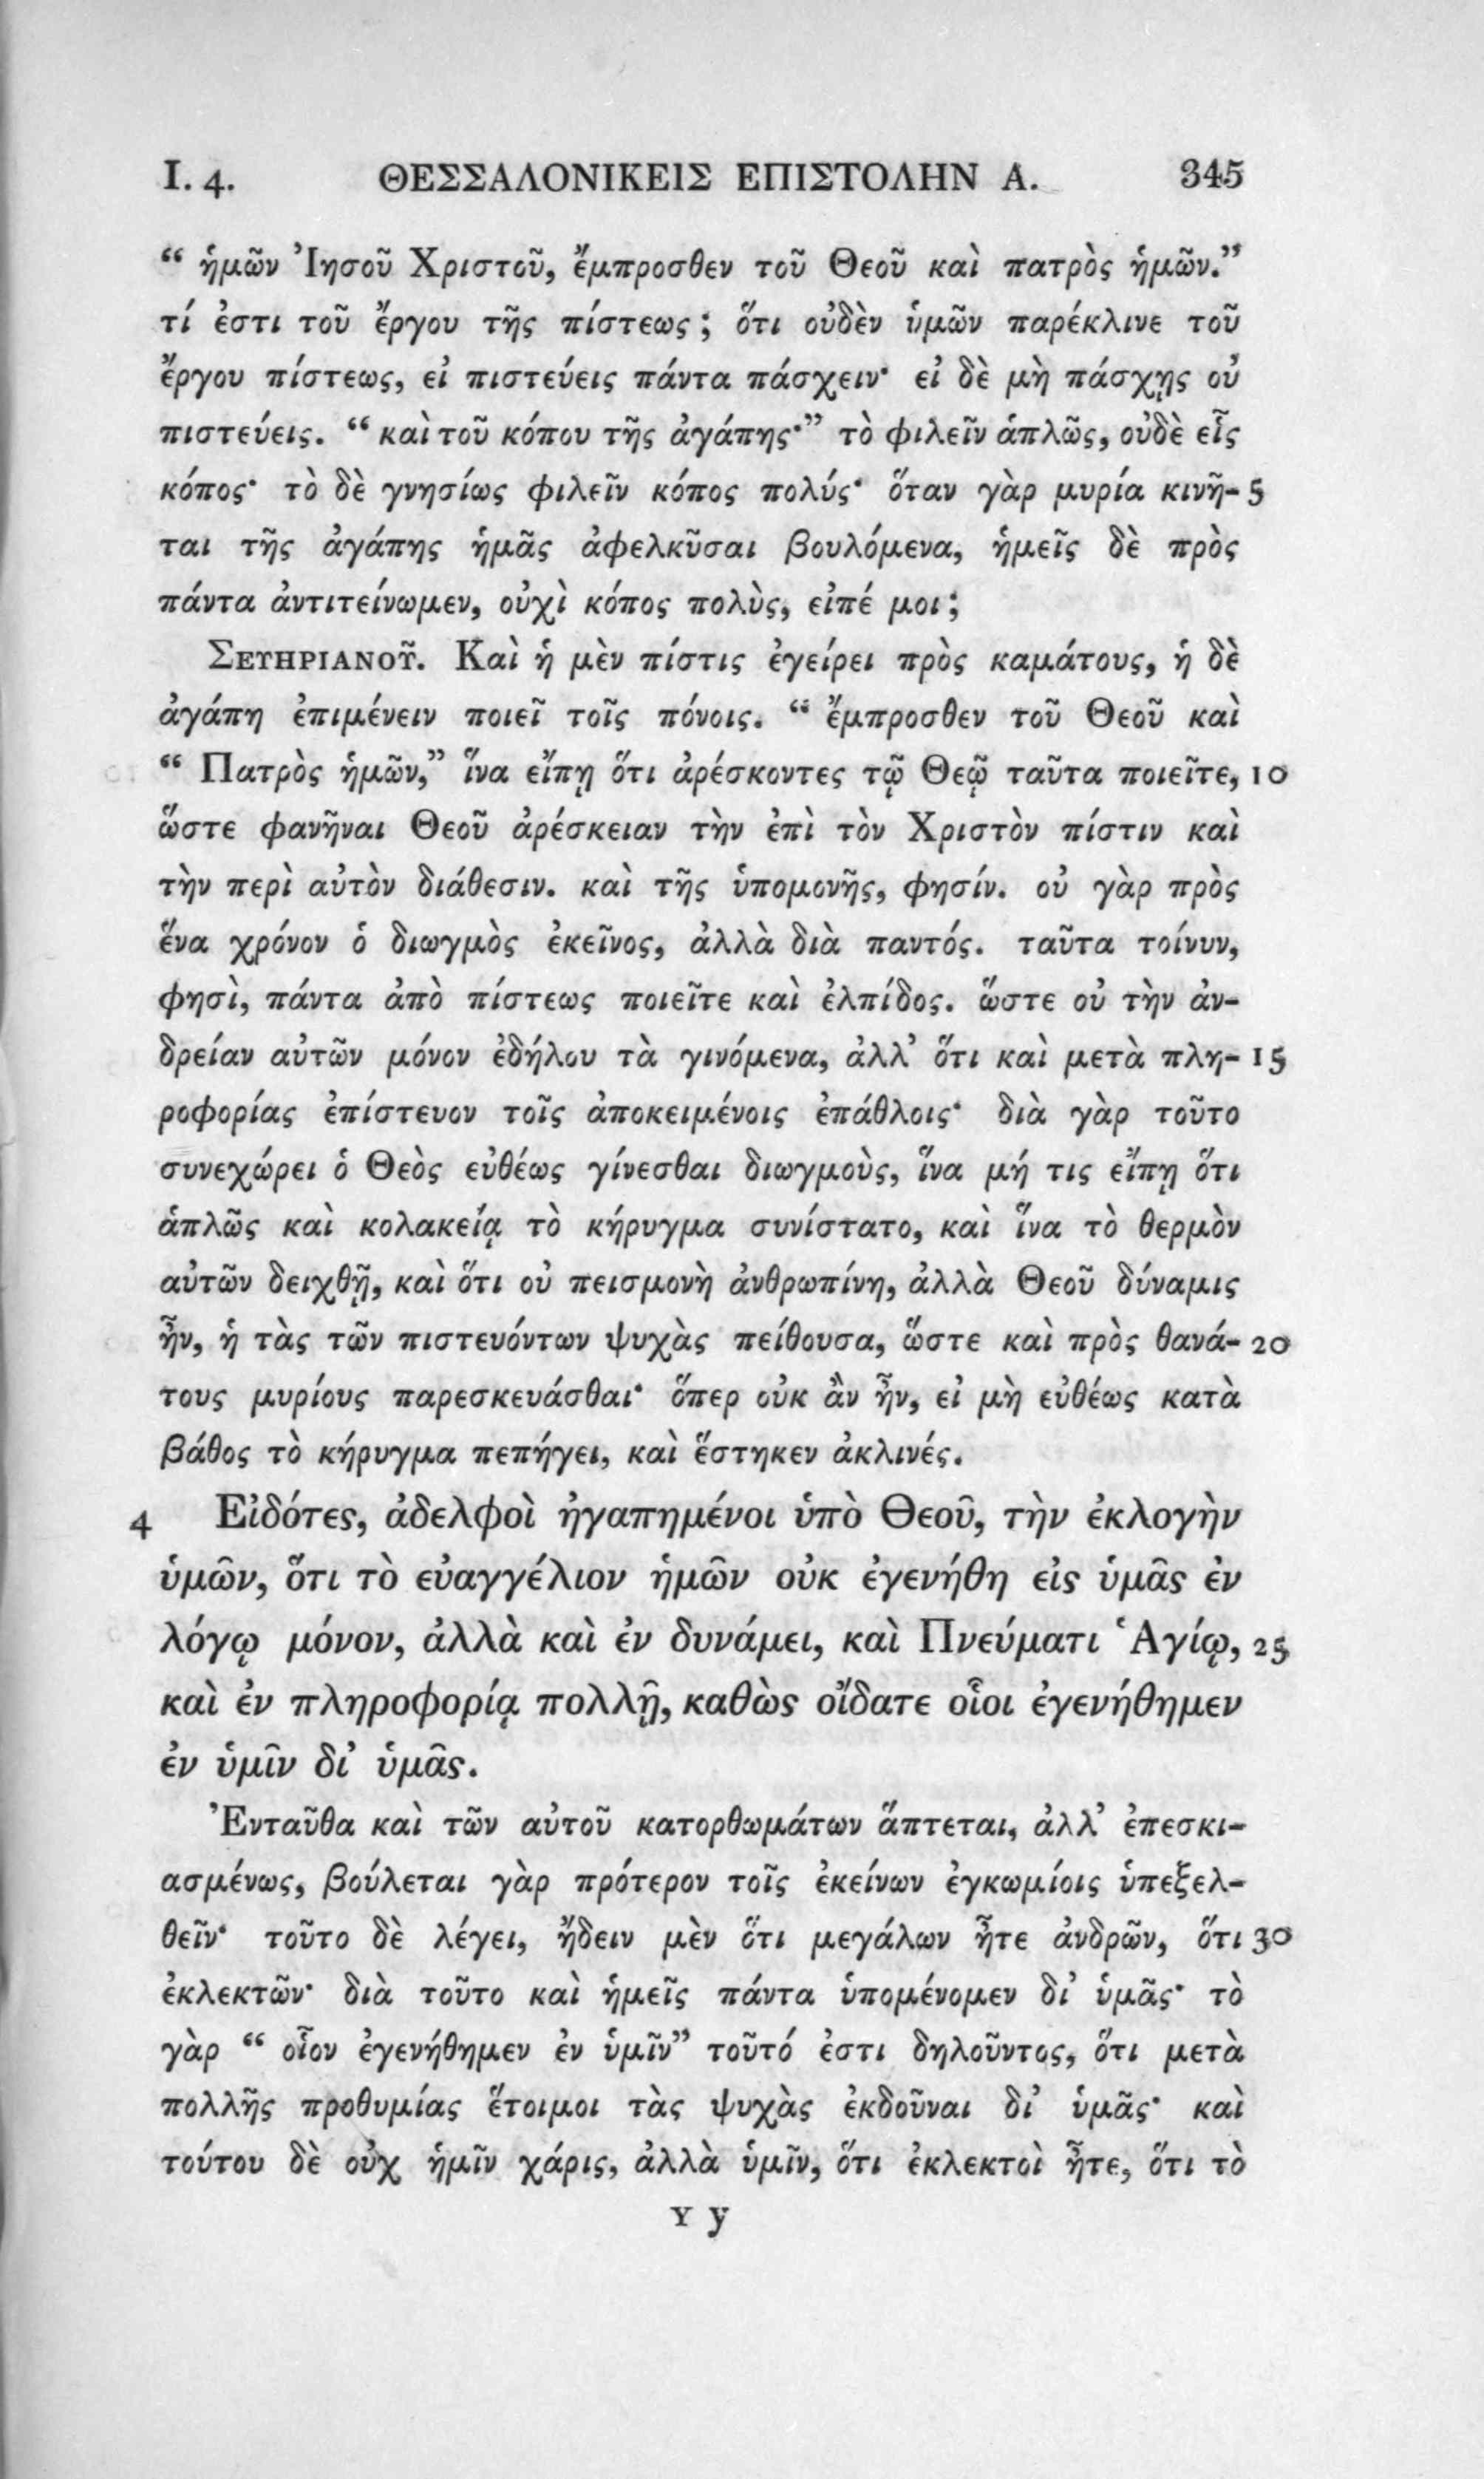 I. 4. ΘΕΣΣΑΛΟΝΙΚΕΙΣ ΕΠΙΣΤΟΛΗΝ Α. 345
“ ἡμῶν Ἰησοῦ Χριστοῦ, ἔμπροσθεν τοῦ Θεοῦ καὶ πατρὸς ἡμῶν.”
τί ἐστι τοῦ ἔργου τῆς πίστεως; ὅτι οὐδὲν ὑμῶν παρέκλινε τοῦ
ἔργου πίστεως, εἰ πιστεύεις πάντα πάσχειν· εἰ δὲ μὴ πάσχῃς οὐ
πιστεύεις. “ καὶ τοῦ κόπου τῆς ἀγάπης·” τὸ φιλεῖν ἁπλῶς, οὐδὲ εἷς
κόπος· τὸ δὲ γνησίως φιλεῖν κόπος πολύς· ὅταν γὰρ μυρία κινῆ- 5
ται τῆς ἀγάπης ἡμᾶς ἀφελκῦσαι βουλόμενα, ἡμεῖς δὲ πρὸς
πάντα ἀντιτείνωμεν, οὐχὶ κόπος πολὺς, εἰπέ μοι;
ΣΕΥΗΡΙΑΝΟΥ͂. Καὶ ἡ μὲν πίστις ἐγείρει πρὸς καμάτους, ἡ δὲ
ἀγάπη ἐπιμένειν ποιεῖ τοῖς πόνοις. “ ἔμπροσθεν τοῦ Θεοῦ καὶ
“ Πατρὸς ἡμῶν,” ἵνα εἴπῃ ὅτι ἀρέσκοντες τῷ Θεῷ ταῦτα ποιεῖτε, 10
ὥστε φανῆναι Θεοῦ ἀρέσκειαν τὴν ἐπὶ τὸν Χριστὸν πίστιν καὶ
τὴν περὶ αὐτὸν διάθεσιν. καὶ τῆς ὑπομονῆς, φησίν. οὐ γὰρ πρὸς
ἕνα χρόνον ὁ διωγμὸς ἐκεῖνος, ἀλλὰ διὰ παντός. ταῦτα τοίνυν,
φησὶ, πάντα ἀπὸ πίστεως ποιεῖτε καὶ ἐλπίδος. ὥστε οὐ τὴν ἀν-
δρείαν αὐτῶν μόνον ἐδήλου τὰ γινόμενα, ἀλλ’ ὅτι καὶ μετὰ πλη- 15
ροφορίας ἐπίστευον τοῖς ἀποκειμένοις ἐπάθλοις· διὰ γὰρ τοῦτο
συνεχώρει ὁ Θεὸς εὐθέως γίνεσθαι διωγμοὺς, ἵνα μή τις εἴπῃ ὅτι
ἁπλῶς καὶ κολακείᾳ τὸ κήρυγμα συνίστατο, καὶ ἵνα τὸ θερμὸν
αὐτῶν δειχθῇ, καὶ ὅτι οὐ πεισμονὴ ἀνθρωπίνη, ἀλλὰ Θεοῦ δύναμις
ἦν, ἡ τὰς τῶν πιστευόντων ψυχὰς πείθουσα, ὥστε καὶ πρὸς θανά- 20
τους μυρίους παρεσκευάσθαι· ὅπερ οὐκ ἂν ἦν, εἰ μὴ εὐθέως κατὰ
βάθος τὸ κήρυγμα πεπήγει, καὶ ἕστηκεν ἀκλινές.
4 Εἰδότες, ἀδελφοὶ ἠγαπημένοι ὑπὸ Θεοῦ, τὴν ἐκλογὴν
ὑμῶν, ὅτι τὸ εὐαγγέλιον ἡμῶν οὐκ ἐγενήθη εἰς ὑμᾶς ἐν
λόγῳ μόνον, ἀλλὰ καὶ ἐν δυνάμει, καὶ Πνεύματι Ἁγίῳ, 25
καὶ ἐν πληροφορίᾳ πολλῇ, καθὼς οἴδατε οἷοι ἐγενήθημεν
ἐν ὑμῖν δι’ ὑμᾶς.
Ἐνταῦθα καὶ τῶν αὐτοῦ κατορθωμάτων ἅπτεται, ἀλλ’ ἐπεσκι-
ασμένως, βούλεται γὰρ πρότερον τοῖς ἐκείνων ἐγκωμίοις ὑπεξελ-
θεῖν· τοῦτο δὲ λέγει, ᾔδειν μὲν ὅτι μεγάλων ἦτε ἀνδρῶν, ὅτι 30
ἐκλεκτῶν· διὰ τοῦτο καὶ ἡμεῖς πάντα ὑπομένομεν δι’ ὑμᾶς· τὸ
γὰρ “ οἷον ἐγενήθημεν ἐν ὑμῖν” τοῦτό ἐστι δηλοῦντος, ὅτι μετὰ
πολλῆς προθυμίας ἕτοιμοι τὰς ψυχὰς ἐκδοῦναι δι’ ὑμᾶς· καὶ
τούτου δὲ οὐχ ἡμῖν χάρις, ἀλλὰ ὑμῖν, ὅτι ἐκλεκτοὶ ἦτε, ὅτι τὸ
Y y